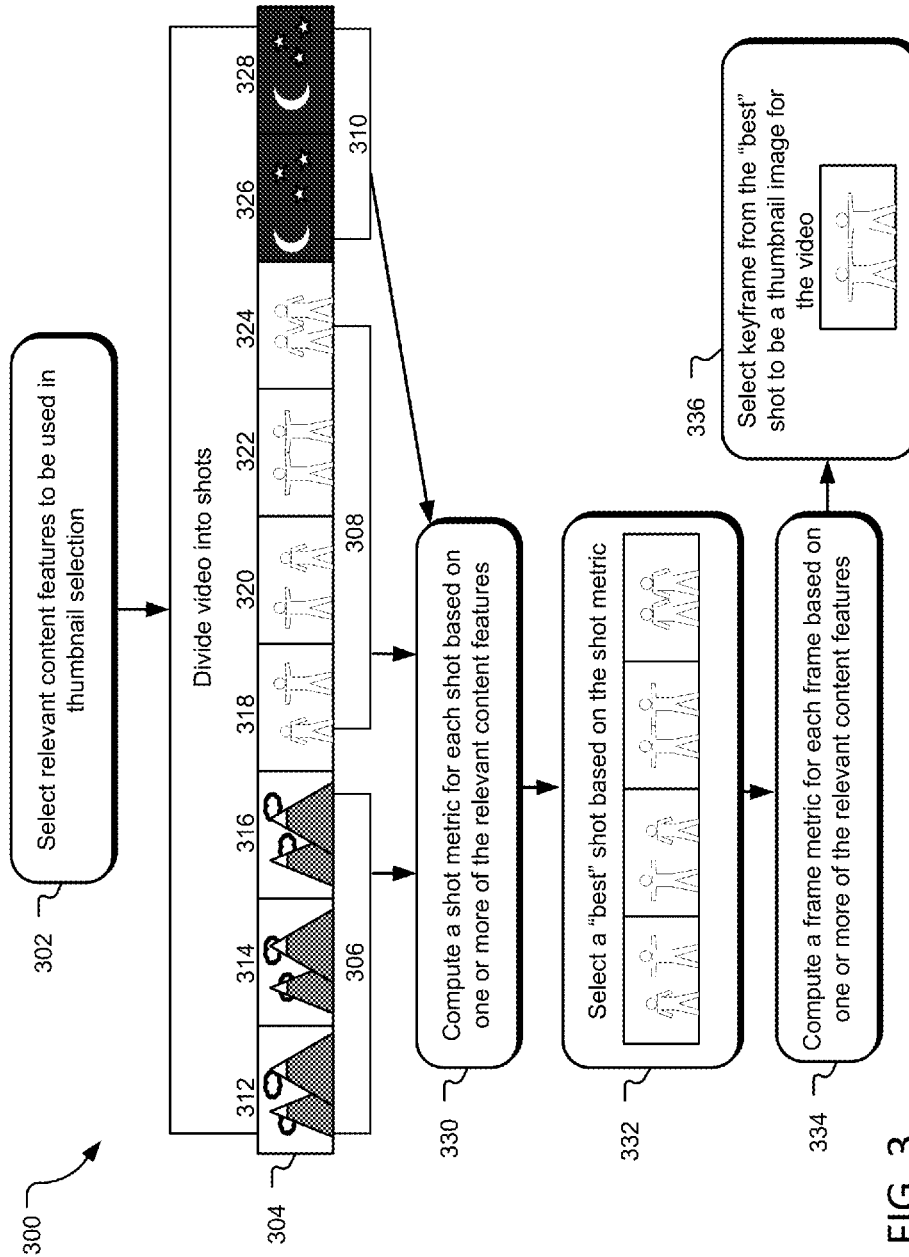 300
302
Select relevant content features to be used in
thumbnail selection
Divide video into shots
304
312 314 316 318 320 322 324 326 328
306
308
310
330
Compute a shot metric for each shot based on
one or more of the relevant content features
332
Select a “best” shot based on the shot metric
334
Compute a frame metric for each frame based on
one or more of the relevant content features
336
Select keyframe from the “best”
shot to be a thumbnail image for
the video
FIG. 3